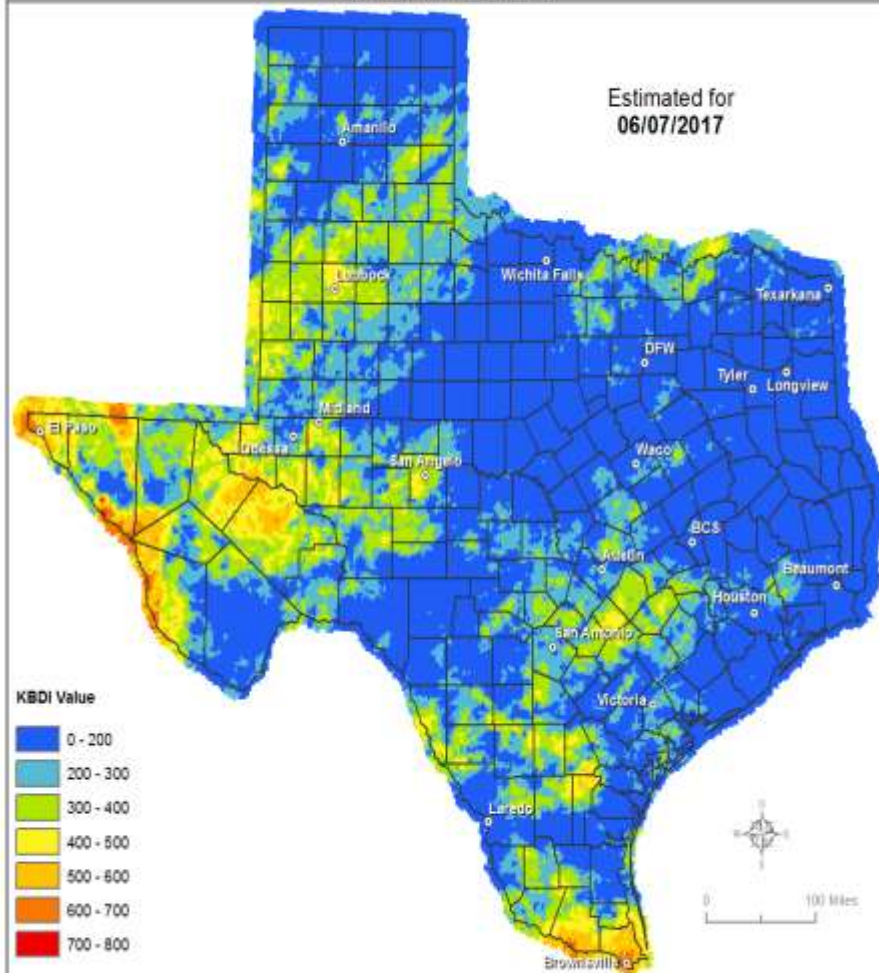 Estimated for
06/07/2017
Amarillo
Lubbock
Wichita Falls
Texarkana
DFW
Tyler
Longview
Midland
El Paso
Odessa
San Angelo
Waco
BCS
Austin
Beaumont
Houston
San Antonio
Victoria
KBDI Value
0 - 200
200 - 300
300 - 400
400 - 500
500 - 600
600 - 700
700 - 800
Laredo
0 100 Miles
Brownsville